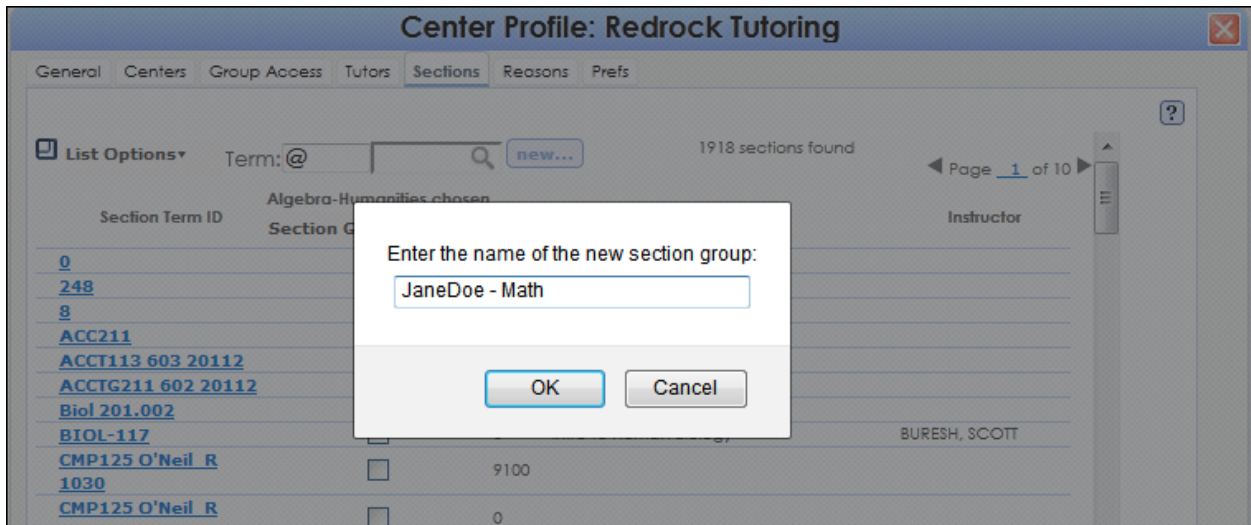 Center Profile: Redrock Tutoring
General Centers Group Access Tutors Sections Reasons Prefs
?
List Options▾ Term: @ new... 1918 sections found
Page 1 of 10
Algebra-Humanities chosen
Section Term ID Section Instructor
Enter the name of the new section group:
JaneDoe - Math
OK Cancel
0
248
8
ACC211
ACCT113 603 20112
ACCTG211 602 20112
Biol 201.002
BIOL-117 BURESH, SCOTT
CMP125 O'Neil R
1030 9100
CMP125 O'Neil R
0